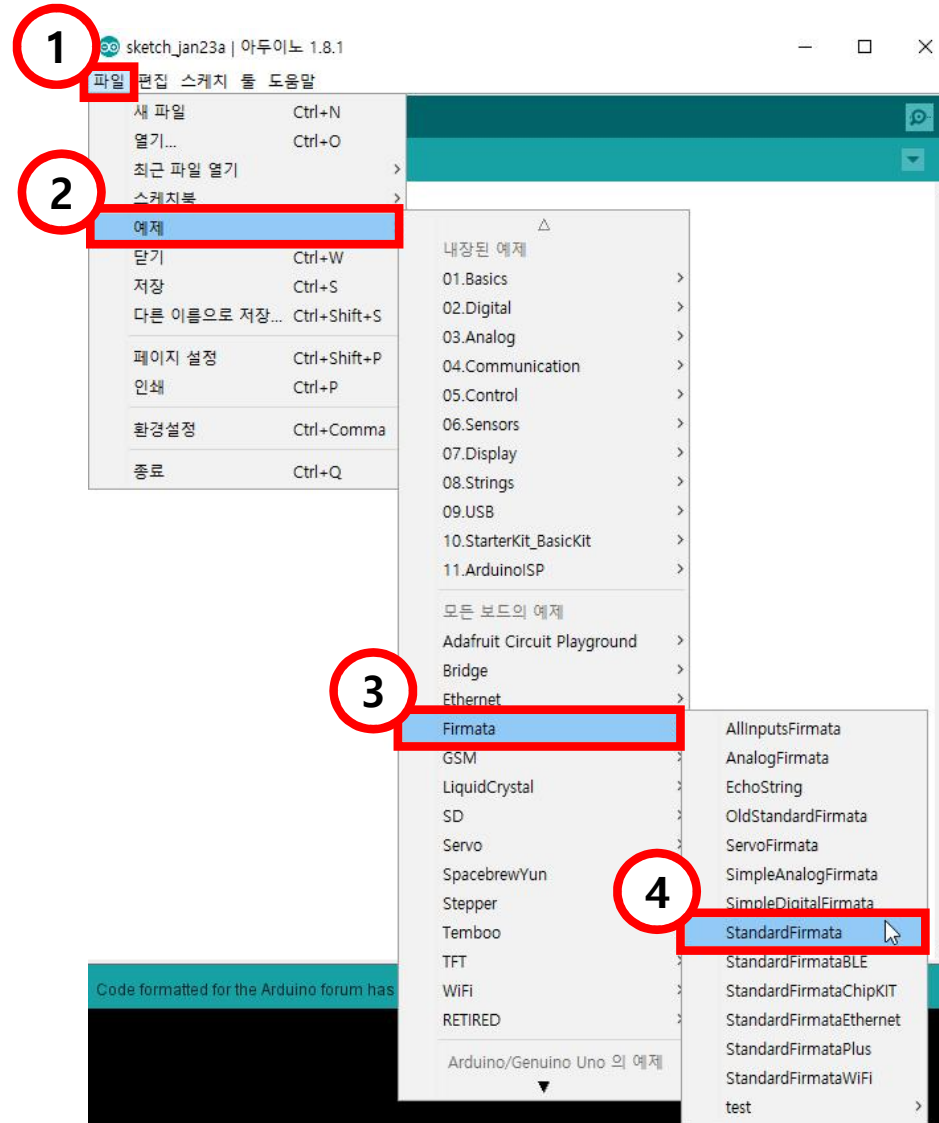 1
sketch_jan23a | 아두이노 1.8.1
파일 편집 스케치 툴 도움말
새 파일 Ctrl+N
열기... Ctrl+O
최근 파일 열기
2
스케치북
예제
닫기 Ctrl+W
저장 Ctrl+S
다른 이름으로 저장... Ctrl+Shift+S
페이지 설정 Ctrl+Shift+P
인쇄 Ctrl+P
환경설정 Ctrl+Comma
종료 Ctrl+Q
내장된 예제
01.Basics
02.Digital
03.Analog
04.Communication
05.Control
06.Sensors
07.Display
08.Strings
09.USB
10.StarterKit_BasicKit
11.ArduinoISP
모든 보드의 예제
Adafruit Circuit Playground
Bridge
3
Ethernet
Firmata
GSM
LiquidCrystal
SD
Servo
SpacebrewYun
Stepper
Temboo
TFT
WiFi
RETIRED
Arduino/Genuino Uno 의 예제
AllInputsFirmata
AnalogFirmata
EchoString
OldStandardFirmata
ServoFirmata
SimpleAnalogFirmata
4
SimpleDigitalFirmata
StandardFirmata
StandardFirmataBLE
StandardFirmataChipKIT
StandardFirmataEthernet
StandardFirmataPlus
StandardFirmataWiFi
test
Code formatted for the Arduino forum has